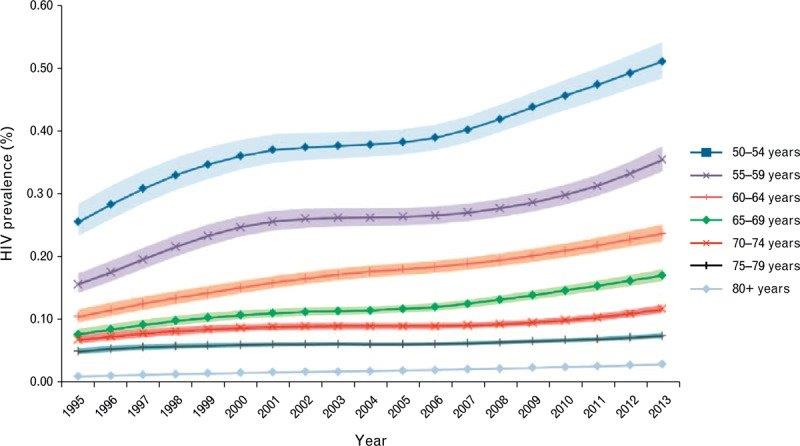 0.60
0.50
0.40
0.3 0
0.20
0.10
0.00
HIV prevalence (%)
1995 1996 1997 1998 1999 2000 2001 2002 2003 2004 2005 2006 2007 2008 2009 2010 2011 2012 2013
Year
50–54 years
55–59 years
60–64 years
65–69 years
70–74 years
75–79 years
80+ years